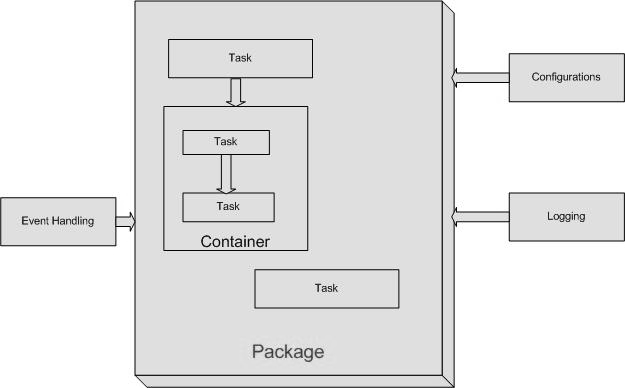 Task
Configurations
Task
Task
Event Handling
Logging
Container
Task
Package